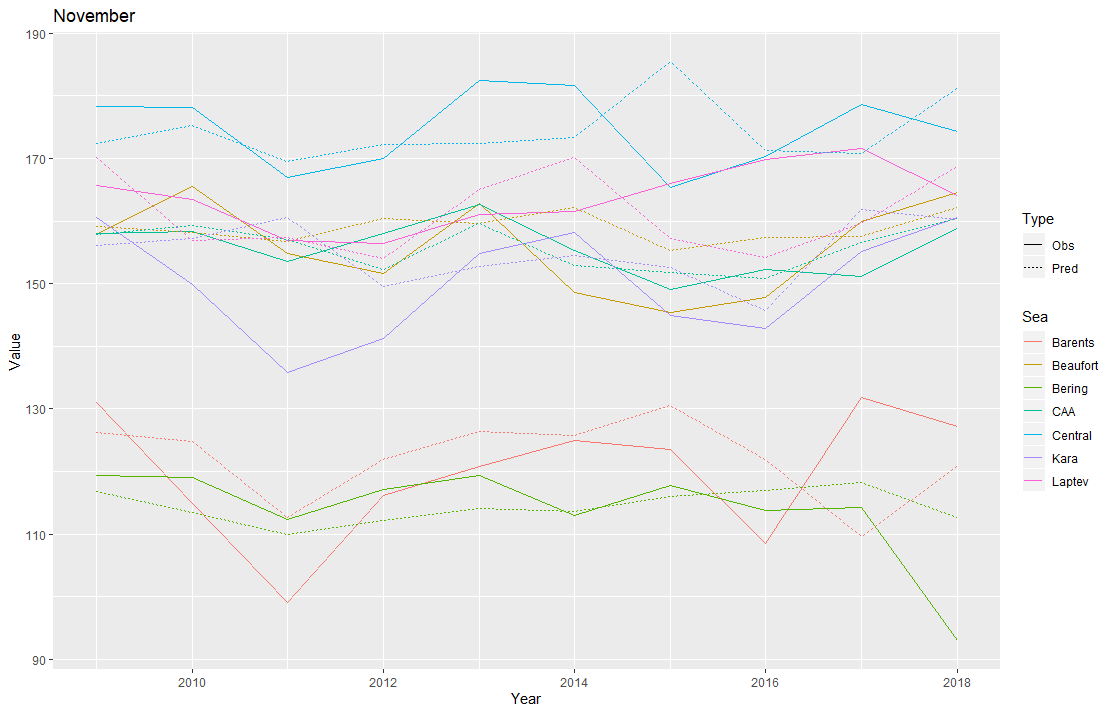 November
190
170
150
130
110
90
Value
2010
2012
2014
2016
2018
Year
Type
Obs
Pred
Sea
Barents
Beaufort
Bering
CAA
Central
Kara
Laptev